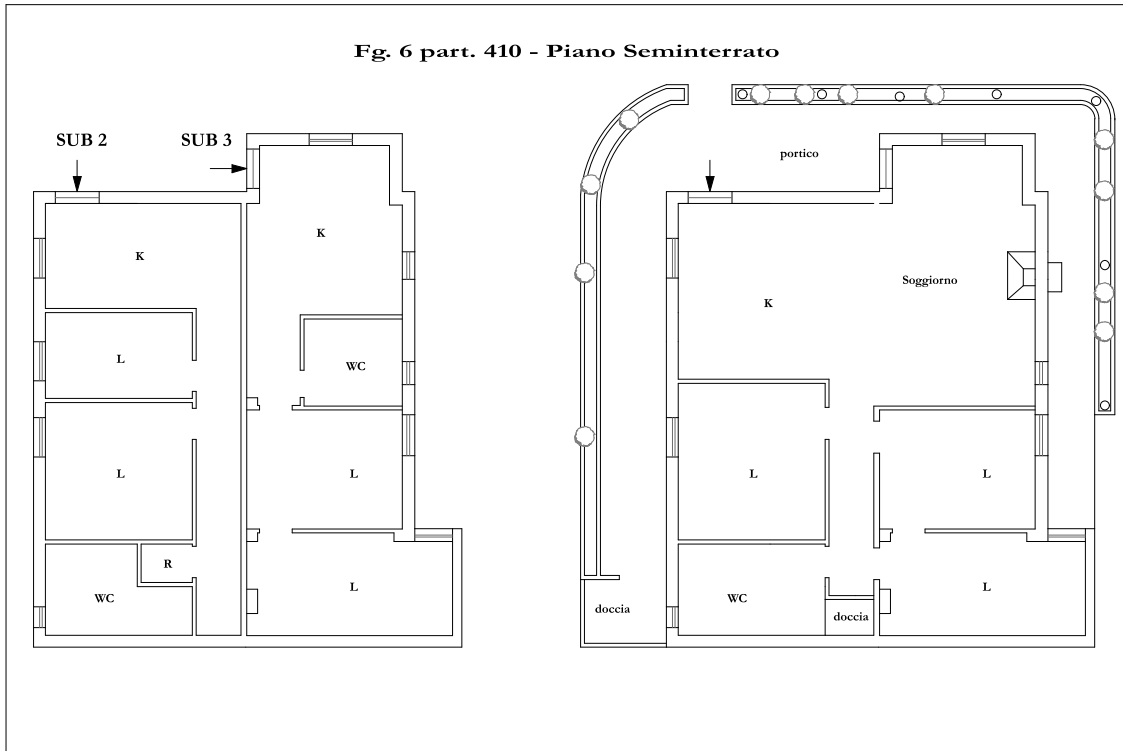 Fg. 6 part. 410 - Piano Seminterrato
SUB 2
SUB 3
K
K
L
WC
L
L
R
WC
L
portico
Soggiorno
K
L
L
WC
L
doccia
doccia